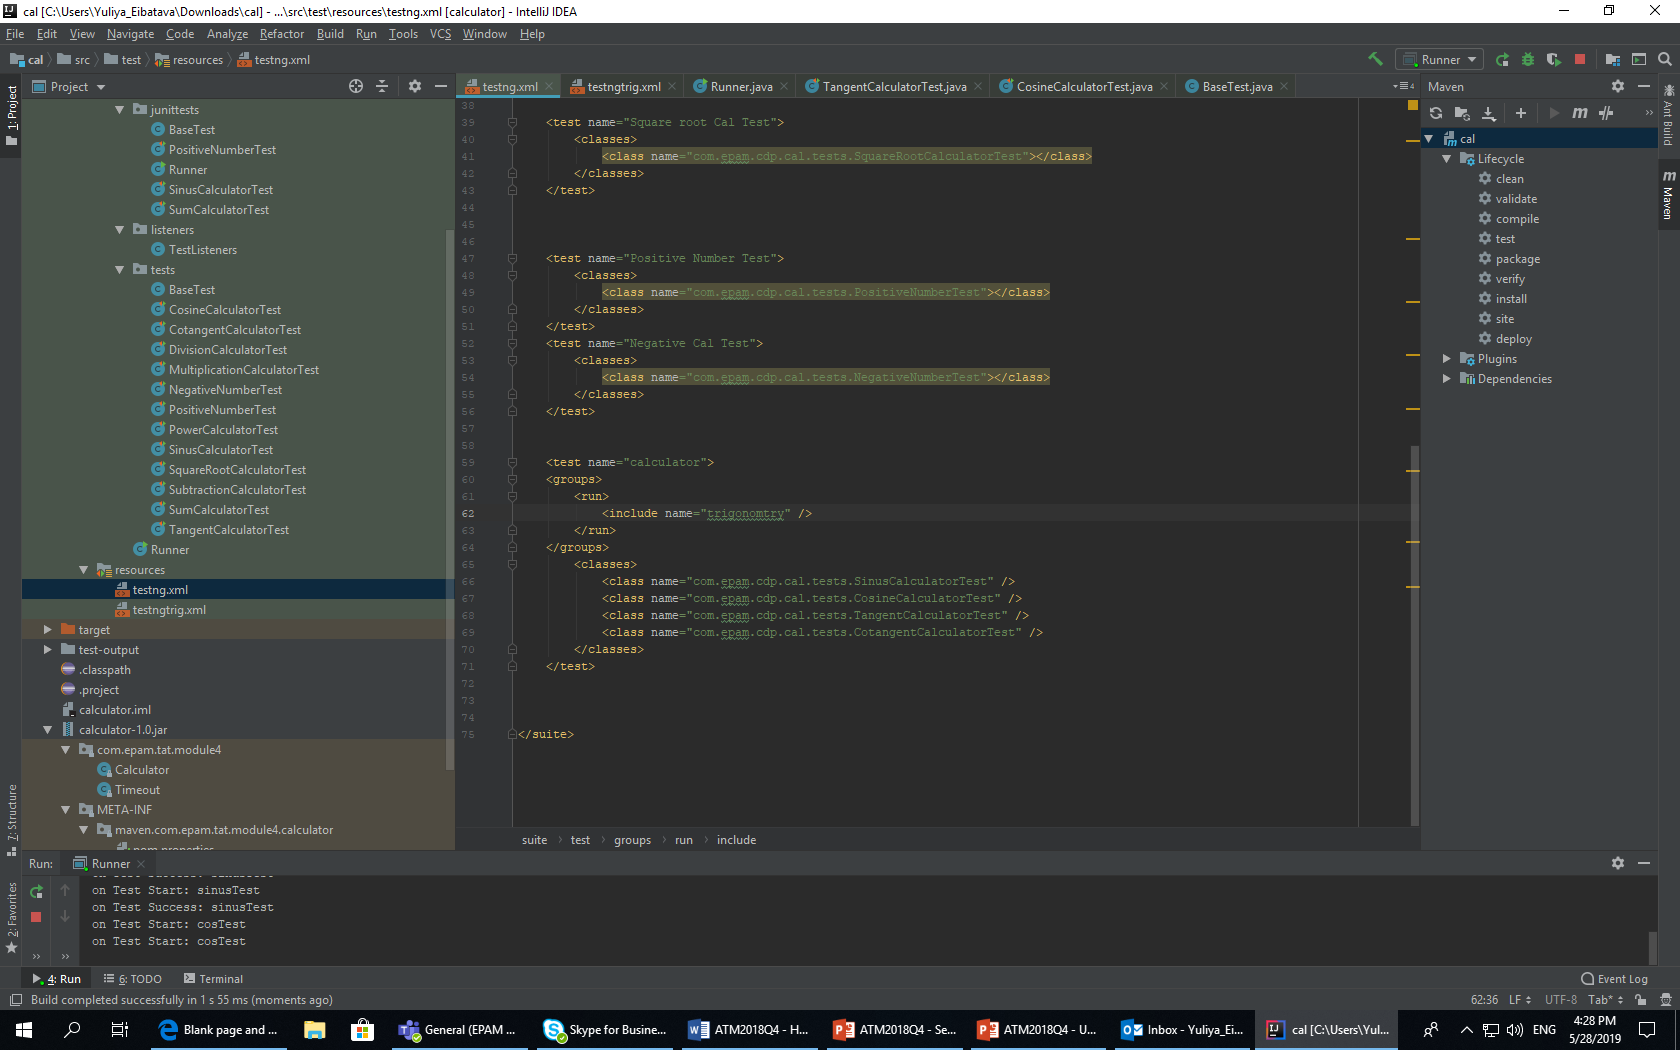 cal [C:\Users\Yuliya_Eibatava\Downloads\cal] - ...\src\test\resources\testng.xml [calculator] - IntelliJ IDEA
File Edit View Navigate Code Analyze Refactor Build Run Tools VCS Window Help
cal src test resources testng.xml
Runner
1: Project
Project
junittests
BaseTest
PositiveNumberTest
Runner
SinusCalculatorTest
SumCalculatorTest
listeners
TestListeners
tests
BaseTest
CosineCalculatorTest
CotangentCalculatorTest
DivisionCalculatorTest
MultiplicationCalculatorTest
NegativeNumberTest
PositiveNumberTest
PowerCalculatorTest
SinusCalculatorTest
SquareRootCalculatorTest
SubtractionCalculatorTest
SumCalculatorTest
TangentCalculatorTest
Runner
resources
testng.xml
testngtrig.xml
target
test-output
.classpath
.project
calculator.iml
calculator-1.0.jar
com.epam.tat.module4
Calculator
Timeout
META-INF
maven.com.epam.tat.module4.calculator
pom.properties
testng.xml testngtrig.xml Runner.java TangentCalculatorTest.java CosineCalculatorTest.java BaseTest.java
38
39 <test name="Square root Cal Test">
40 <classes>
41 <class name="com.epam.cdp.cal.tests.SquareRootCalculatorTest"></class>
42 </classes>
43 </test>
44
45
46
47 <test name="Positive Number Test">
48 <classes>
49 <class name="com.epam.cdp.cal.tests.PositiveNumberTest"></class>
50 </classes>
51 </test>
52 <test name="Negative Cal Test">
53 <classes>
54 <class name="com.epam.cdp.cal.tests.NegativeNumberTest"></class>
55 </classes>
56 </test>
57
58
59 <test name="calculator">
60 <groups>
61 <run>
62 <include name="trigonomtry" />
63 </run>
64 </groups>
65 <classes>
66 <class name="com.epam.cdp.cal.tests.SinusCalculatorTest" />
67 <class name="com.epam.cdp.cal.tests.CosineCalculatorTest" />
68 <class name="com.epam.cdp.cal.tests.TangentCalculatorTest" />
69 <class name="com.epam.cdp.cal.tests.CotangentCalculatorTest" />
70 </classes>
71 </test>
72
73
74
75 </suite>
suite test groups run include
Maven
cal
Lifecycle
clean
validate
compile
test
package
verify
install
site
deploy
Plugins
Dependencies
Ant Build
Maven
Z: Structure
2: Favorites
Run: Runner
on Test Success: sinusTest
on Test Start: sinusTest
on Test Success: sinusTest
on Test Start: cosTest
on Test Start: cosTest
4: Run 6: TODO Terminal Event Log
Build completed successfully in 1 s 55 ms (moments ago) 62:36 LF UTF-8 Tab*
Blank page and ... General (EPAM ... Skype for Busine... ATM2018Q4 - H... ATM2018Q4 - Se... ATM2018Q4 - U... Inbox - Yuliya_Ei... cal [C:\Users\Yul... ENG 4:28 PM
5/28/2019